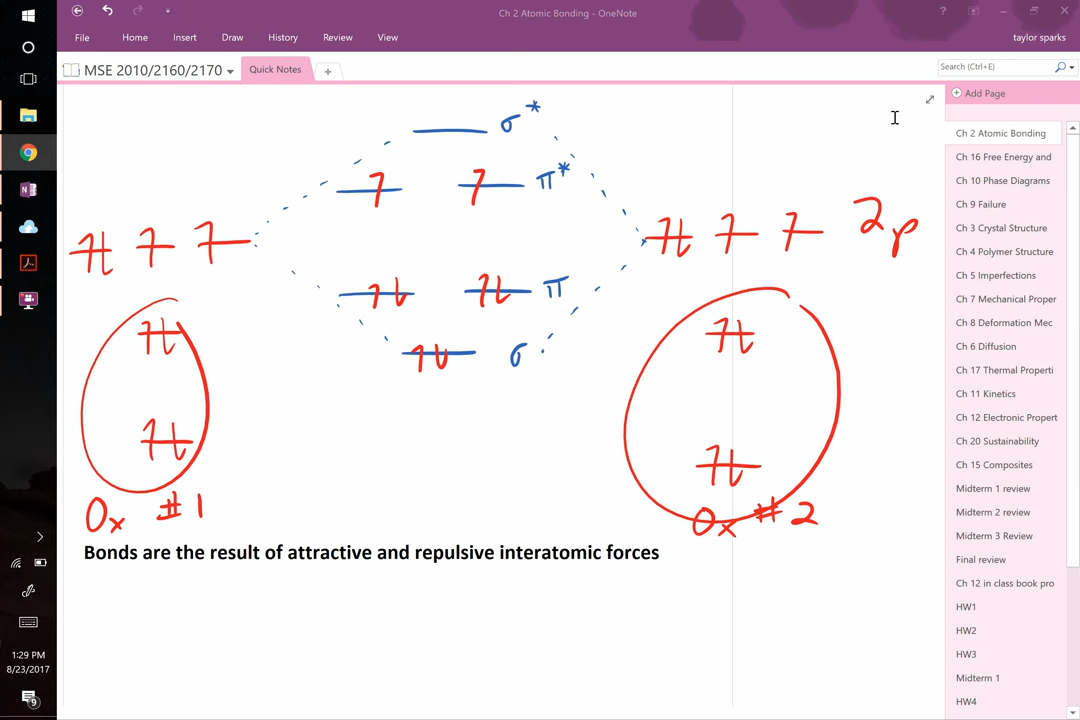 Ch 2 Atomic Bonding - OneNote
File Home Insert Draw History Review View
taylor sparks
MSE 2010/2160/2170
Quick Notes
Search (Ctrl+E)
Add Page
Ch 2 Atomic Bonding
Ch 16 Free Energy and
Ch 10 Phase Diagrams
Ch 9 Failure
Ch 3 Crystal Structure
Ch 4 Polymer Structure
Ch 5 Imperfections
Ch 7 Mechanical Proper
Ch 8 Deformation Mec
Ch 6 Diffusion
Ch 17 Thermal Properti
Ch 11 Kinetics
Ch 12 Electronic Propert
Ch 20 Sustainability
Ch 15 Composites
Midterm 1 review
Midterm 2 review
Midterm 3 Review
Final review
Ch 12 in class book pro
HW1
HW2
HW3
Midterm 1
HW4
σ*
π*
2p
π
σ
Ox #1
Ox #2
Bonds are the result of attractive and repulsive interatomic forces
1:29 PM
8/23/2017
9